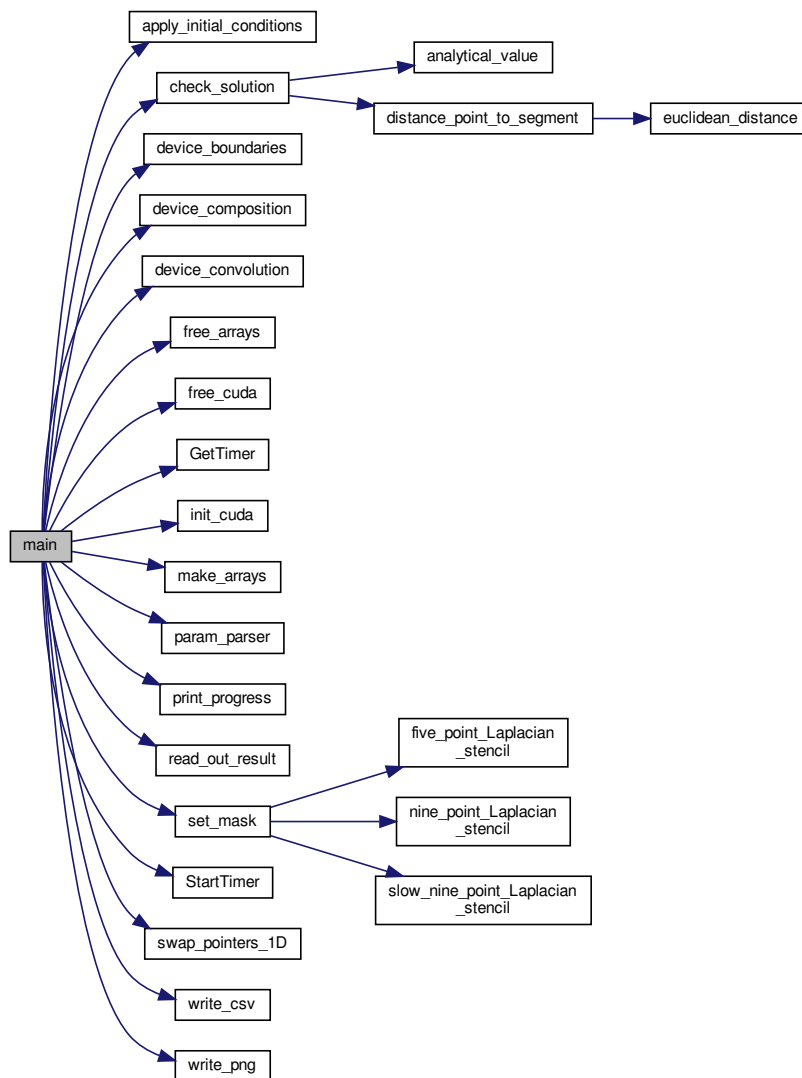 apply_initial_conditions
analytical_value
check_solution
distance_point_to_segment
euclidean_distance
device_boundaries
device_composition
device_convolution
free_arrays
free_cuda
GetTimer
init_cuda
main
make_arrays
param_parser
print_progress
read_out_result
five_point_Laplacian
_stencil
set_mask
nine_point_Laplacian
_stencil
slow_nine_point_Laplacian
_stencil
StartTimer
swap_pointers_1D
write_csv
write_png